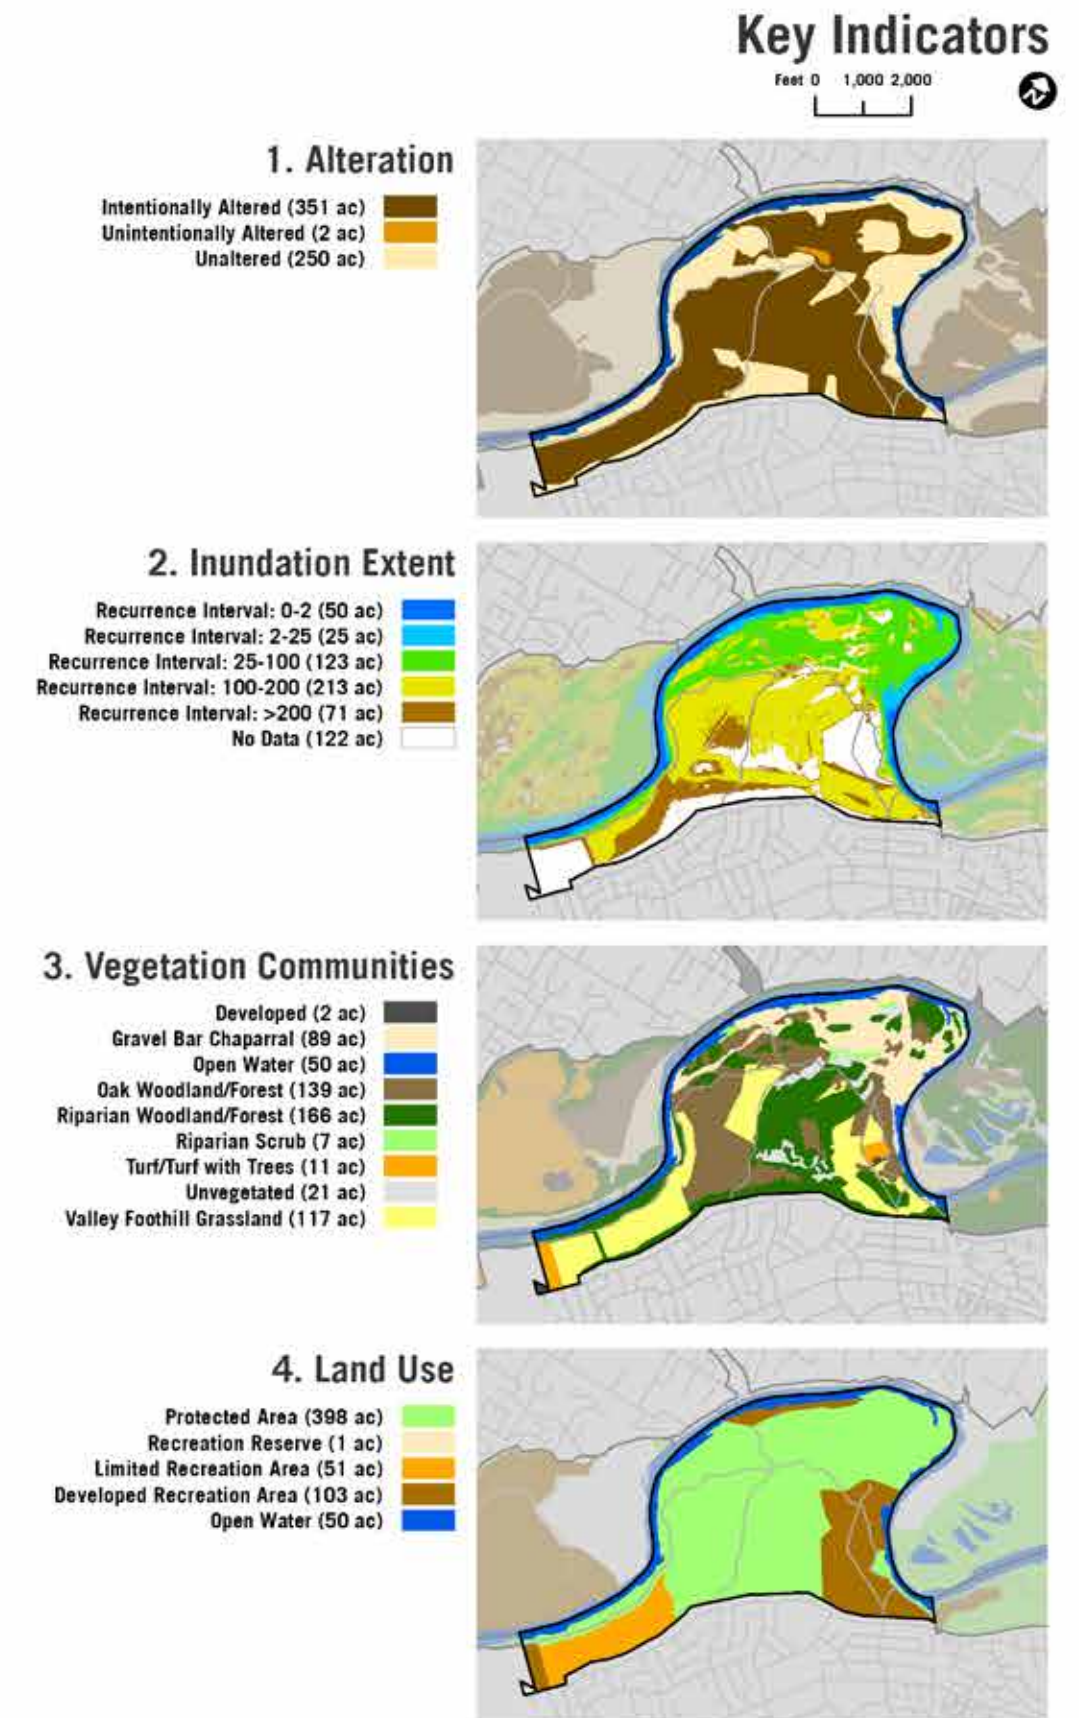 Key Indicators
Feet 0 1,000 2,000
N
1. Alteration
Intentionally Altered (351 ac)
Unintentionally Altered (2 ac)
Unaltered (250 ac)
2. Inundation Extent
Recurrence Interval: 0-2 (50 ac)
Recurrence Interval: 2-25 (25 ac)
Recurrence Interval: 25-100 (123 ac)
Recurrence Interval: 100-200 (213 ac)
Recurrence Interval: >200 (71 ac)
No Data (122 ac)
3. Vegetation Communities
Developed (2 ac)
Gravel Bar Chaparral (89 ac)
Open Water (50 ac)
Oak Woodland/Forest (139 ac)
Riparian Woodland/Forest (166 ac)
Riparian Scrub (7 ac)
Turf/Turf with Trees (11 ac)
Unvegetated (21 ac)
Valley Foothill Grassland (117 ac)
4. Land Use
Protected Area (398 ac)
Recreation Reserve (1 ac)
Limited Recreation Area (51 ac)
Developed Recreation Area (103 ac)
Open Water (50 ac)